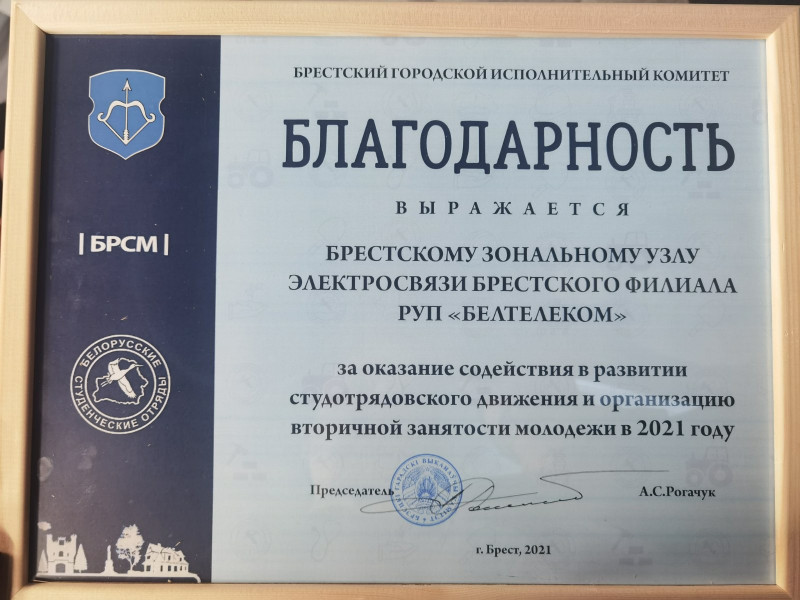 БРЕСТСКИЙ ГОРОДСКОЙ ИСПОЛНИТЕЛЬНЫЙ КОМИТЕТ
БЛАГОДАРНОСТЬ
ВЫРАЖАЕТСЯ
БРЕСТСКОМУ ЗОНАЛЬНОМУ УЗЛУ
ЭЛЕКТРОСВЯЗИ БРЕСТСКОГО ФИЛИАЛА
РУП «БЕЛТЕЛЕКОМ»
за оказание содействия в развитии
студотрядовского движения и организацию
вторичной занятости молодежи в 2021 году
Председатель
А.С.Рогачук
г. Брест, 2021
|БРСМ|
БЕЛОРУССКИЕ
СТУДЕНЧЕСКИЕ ОТРЯДЫ